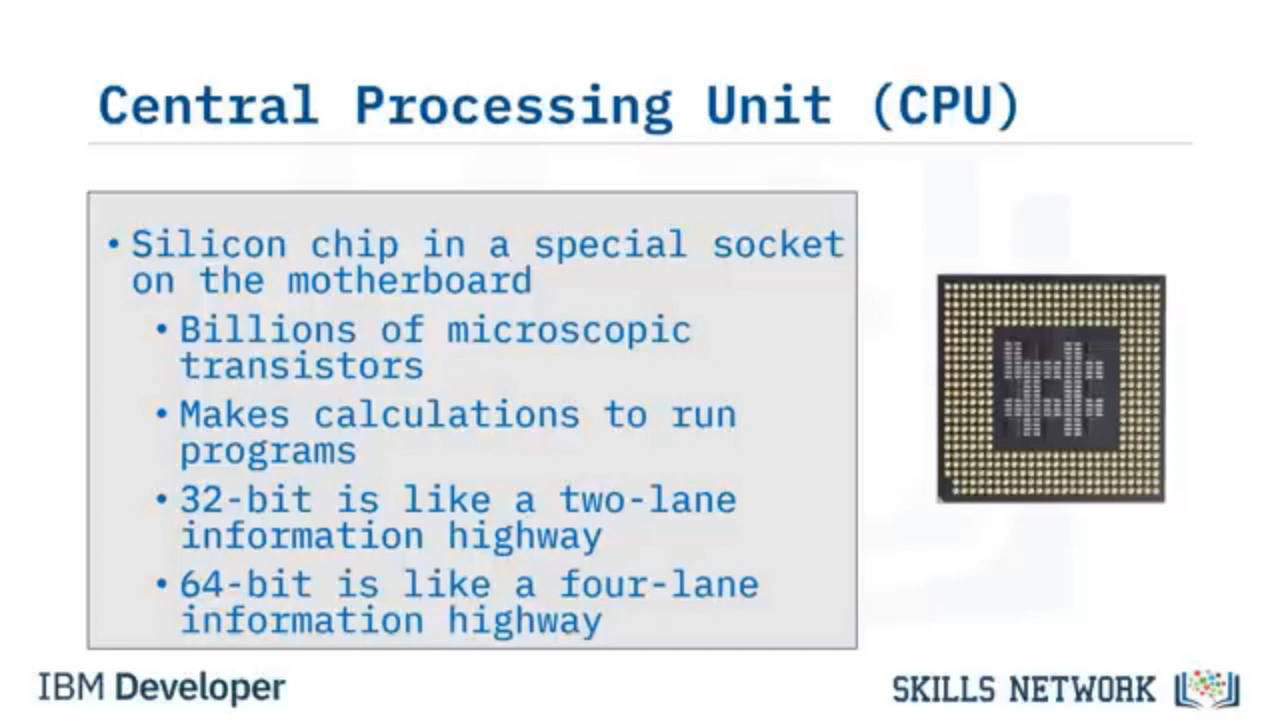 Central Processing Unit (CPU)
• Silicon chip in a special socket
on the motherboard
• Billions of microscopic
transistors
• Makes calculations to run
programs
• 32-bit is like a two-lane
information highway
• 64-bit is like a four-lane
information highway
IBM Developer
SKILLS NETWORK